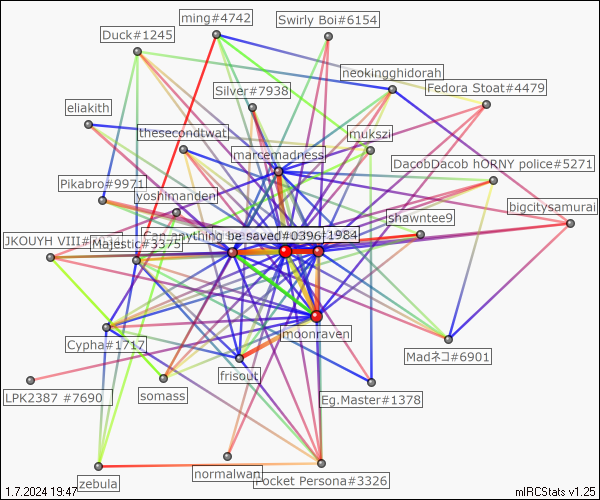 ming#4742
Swirly Boi#6154
Duck#1245
neokingghidorah
Fedora Stoat#4479
Silver#7938
eliakith
thesecondtwat
mukszi
marcemadness
DacobDacob hORNY police#5271
Pikabro#9971
yoshimanden
bigcitysamurai
shawntee9
JKOUYH VIII#
Majestic#3375
can anything be saved#0396
1984
moonraven
Cypha#1717
Madネコ#6901
frisout
LPK2387 #7690
somass
Eg.Master#1378
normalwan
Pocket Persona#3326
zebula
1.7.2024 19:47
mIRCStats v1.25